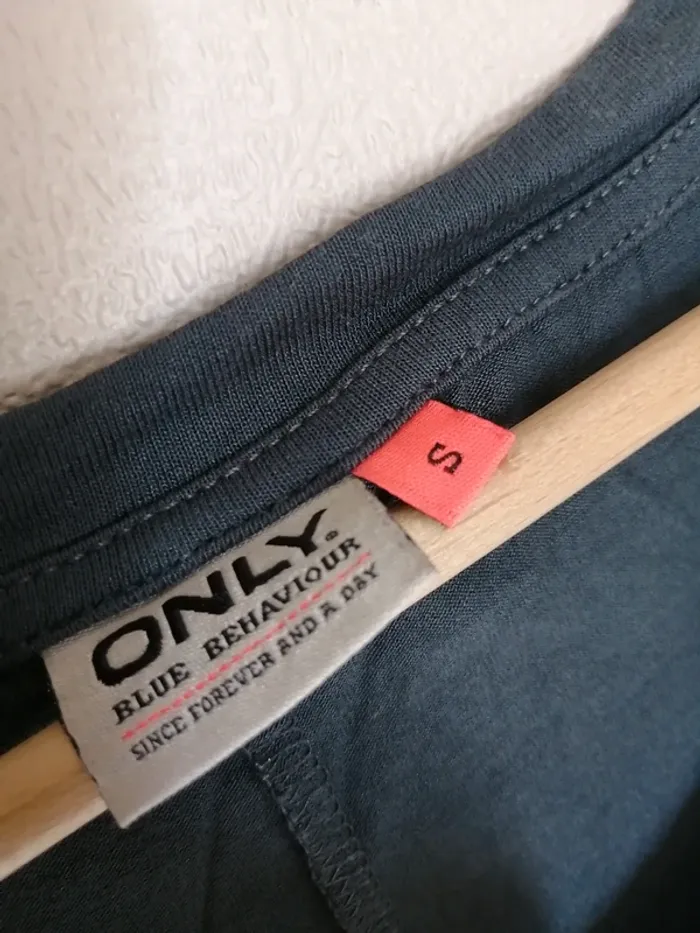 S
ONLY®
BLUE BEHAVIOUR
SINCE FOREVER AND A DAY